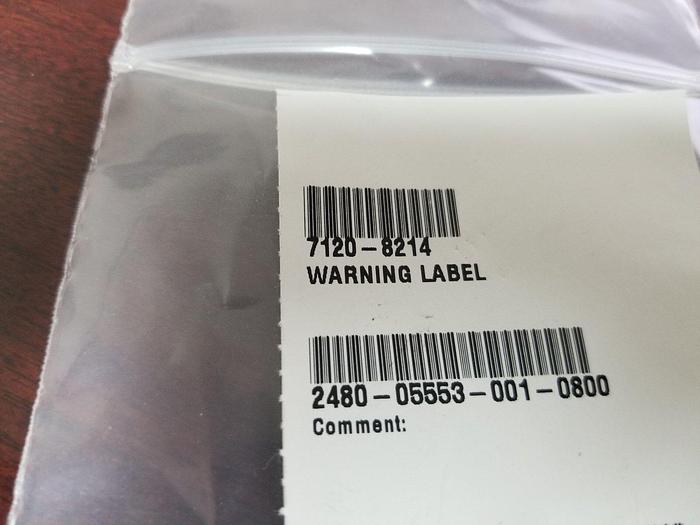 7120-8214
WARNING LABEL
2480-05553-001-0800
Comment: